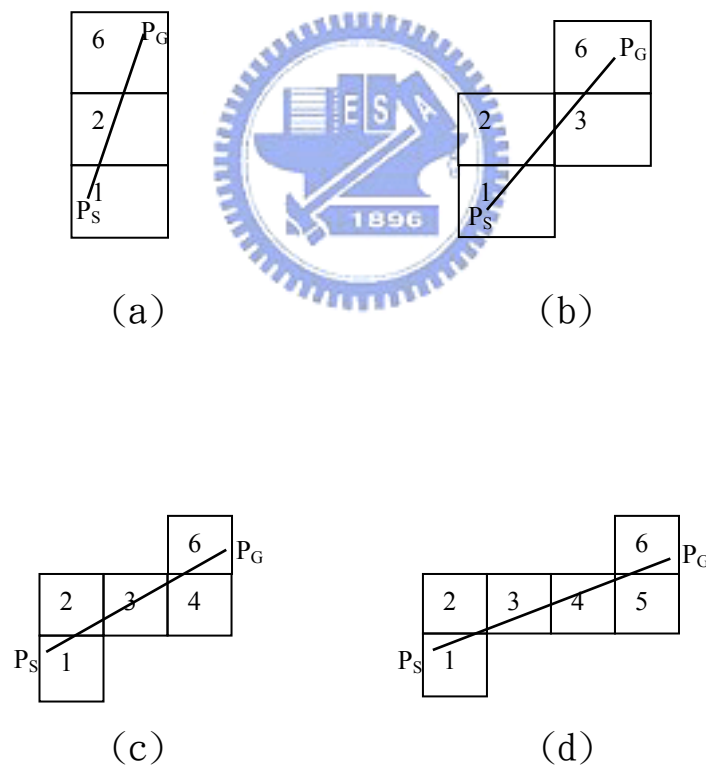 6 P_G
2
1
P_S
E S A
1896
6 P_G
2 3
1
P_S
(a) (b)
6 P_G
2 3 4
P_S 1
6 P_G
2 3 4 5
P_S 1
(c) (d)